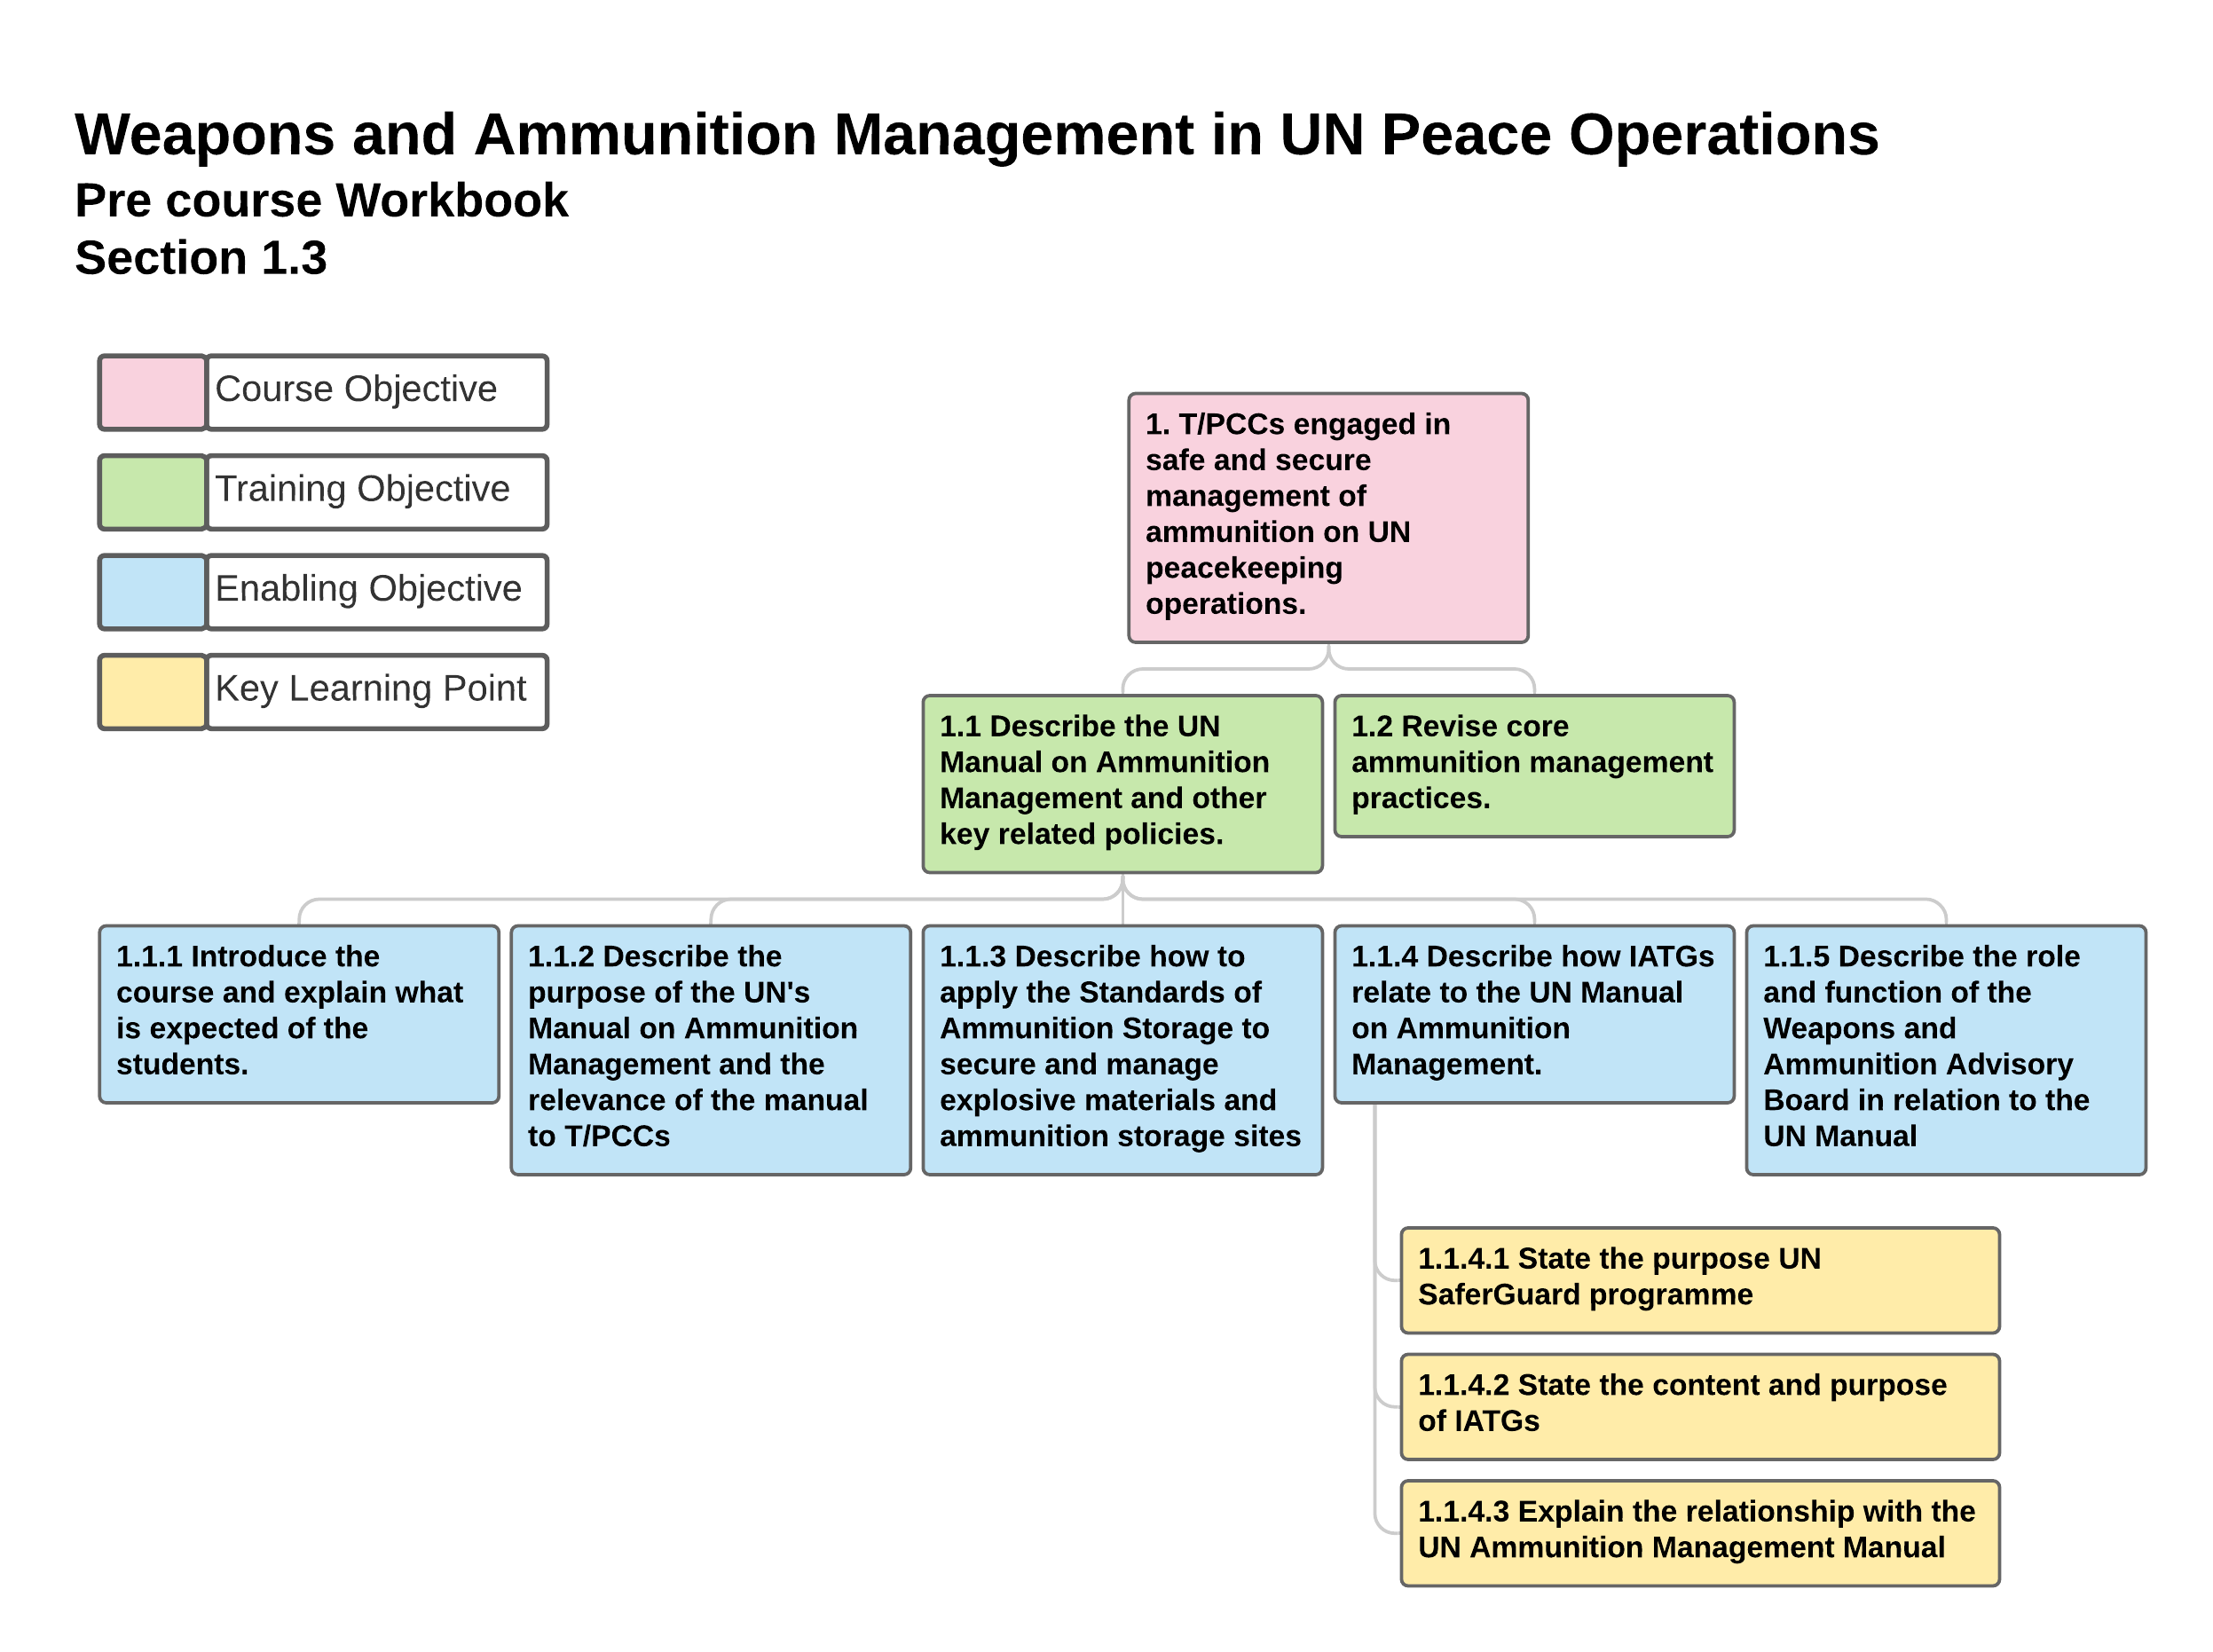 Weapons and Ammunition Management in UN Peace Operations
Pre course Workbook
Section 1.3
Course Objective
Training Objective
Enabling Objective
Key Learning Point
1. T/PCCs engaged in
safe and secure
management of
ammunition on UN
peacekeeping
operations.
1.1 Describe the UN
Manual on Ammunition
Management and other
key related policies.
1.2 Revise core
ammunition management
practices.
1.1.1 Introduce the
course and explain what
is expected of the
students.
1.1.2 Describe the
purpose of the UN's
Manual on Ammunition
Management and the
relevance of the manual
to T/PCCs
1.1.3 Describe how to
apply the Standards of
Ammunition Storage to
secure and manage
explosive materials and
ammunition storage sites
1.1.4 Describe how IATGs
relate to the UN Manual
on Ammunition
Management.
1.1.5 Describe the role
and function of the
Weapons and
Ammunition Advisory
Board in relation to the
UN Manual
1.1.4.1 State the purpose UN
SaferGuard programme
1.1.4.2 State the content and purpose
of IATGs
1.1.4.3 Explain the relationship with the
UN Ammunition Management Manual